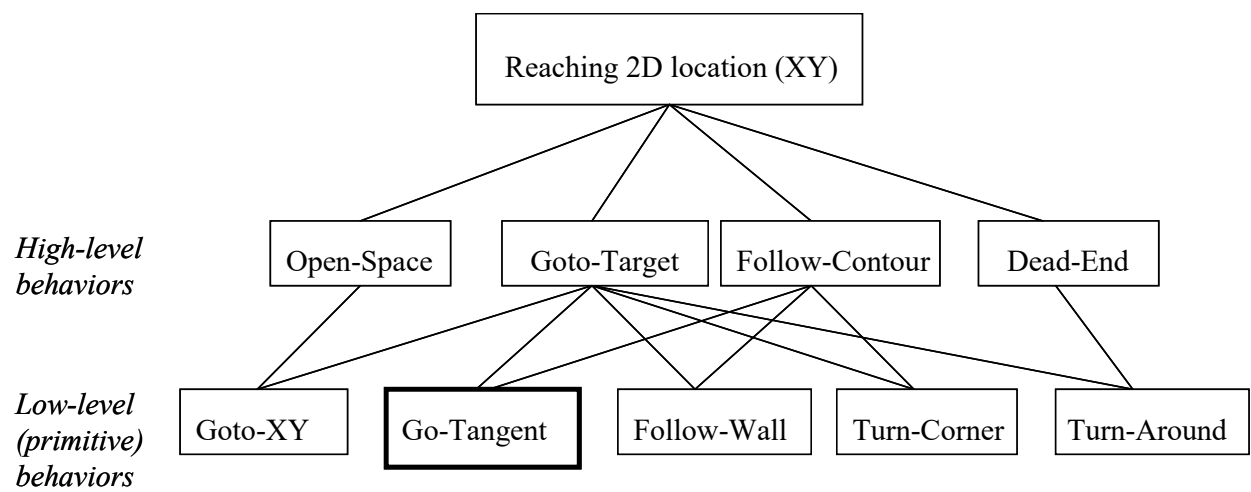 Reaching 2D location (XY)
High-level
behaviors
Open-Space
Goto-Target
Follow-Contour
Dead-End
Low-level
(primitive)
behaviors
Goto-XY
Go-Tangent
Follow-Wall
Turn-Corner
Turn-Around